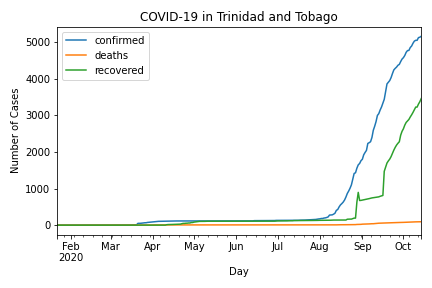 COVID-19 in Trinidad and Tobago
confirmed
deaths
recovered
Number of Cases
5000
4000
3000
2000
1000
0
Feb Mar Apr May Jun Jul Aug Sep Oct
2020
Day